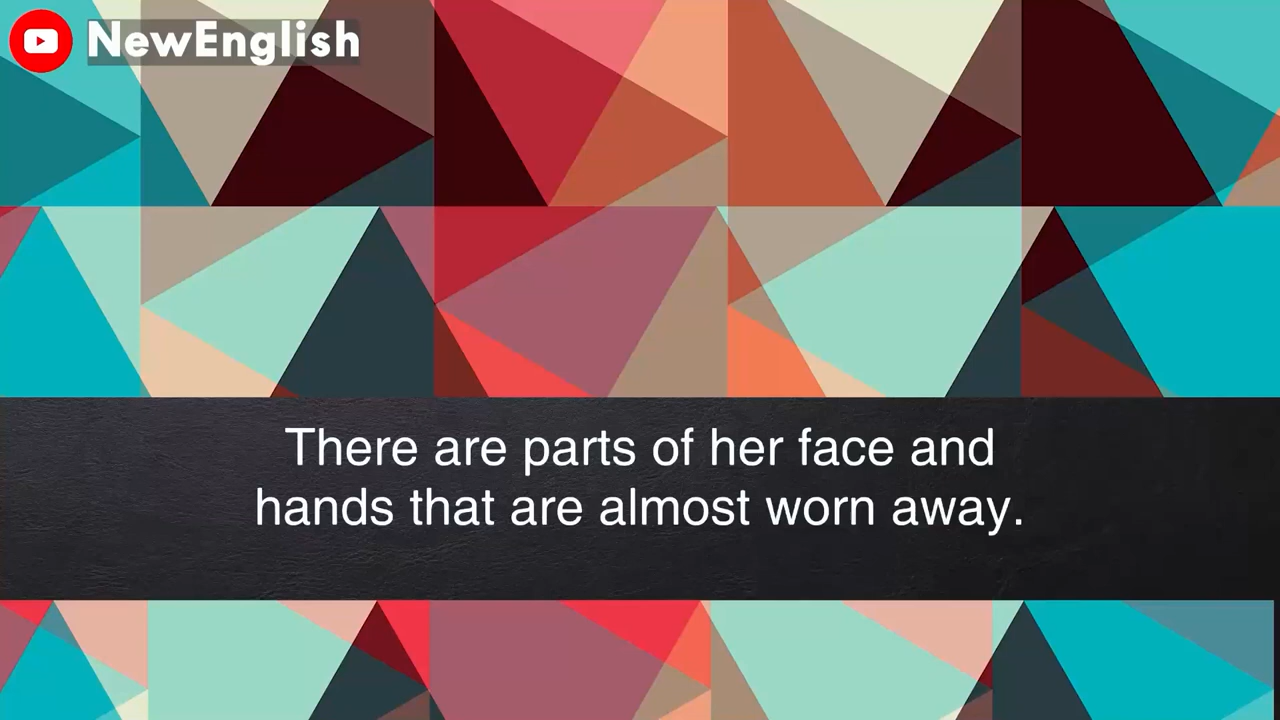 NewEnglish
There are parts of her face and
hands that are almost worn away.